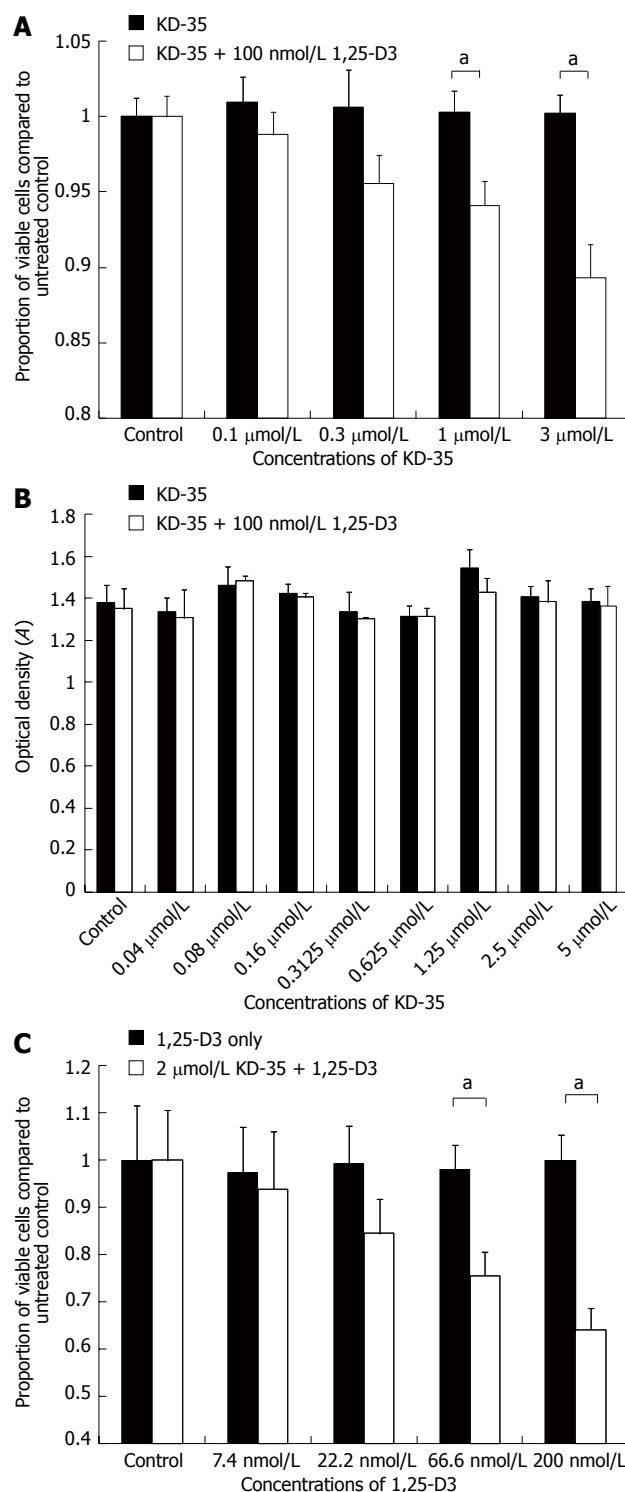 A
KD-35
KD-35 + 100 nmol/L 1,25-D3
Proportion of viable cells compared to
untreated control
1.05
1
0.95
0.9
0.85
0.8
a
a
Control
0.1 μmol/L
0.3 μmol/L
1 μmol/L
3 μmol/L
Concentrations of KD-35
B
KD-35
KD-35 + 100 nmol/L 1,25-D3
Optical density (A)
1.8
1.6
1.4
1.2
1
0.8
0.6
0.4
0.2
0
Control
0.04 μmol/L
0.08 μmol/L
0.16 μmol/L
0.3125 μmol/L
0.625 μmol/L
1.25 μmol/L
2.5 μmol/L
5 μmol/L
Concentrations of KD-35
C
1,25-D3 only
2 μmol/L KD-35 + 1,25-D3
Proportion of viable cells compared to
untreated control
1.2
1.1
1
0.9
0.8
0.7
0.6
0.5
0.4
a
a
Control
7.4 nmol/L
22.2 nmol/L
66.6 nmol/L
200 nmol/L
Concentrations of 1,25-D3